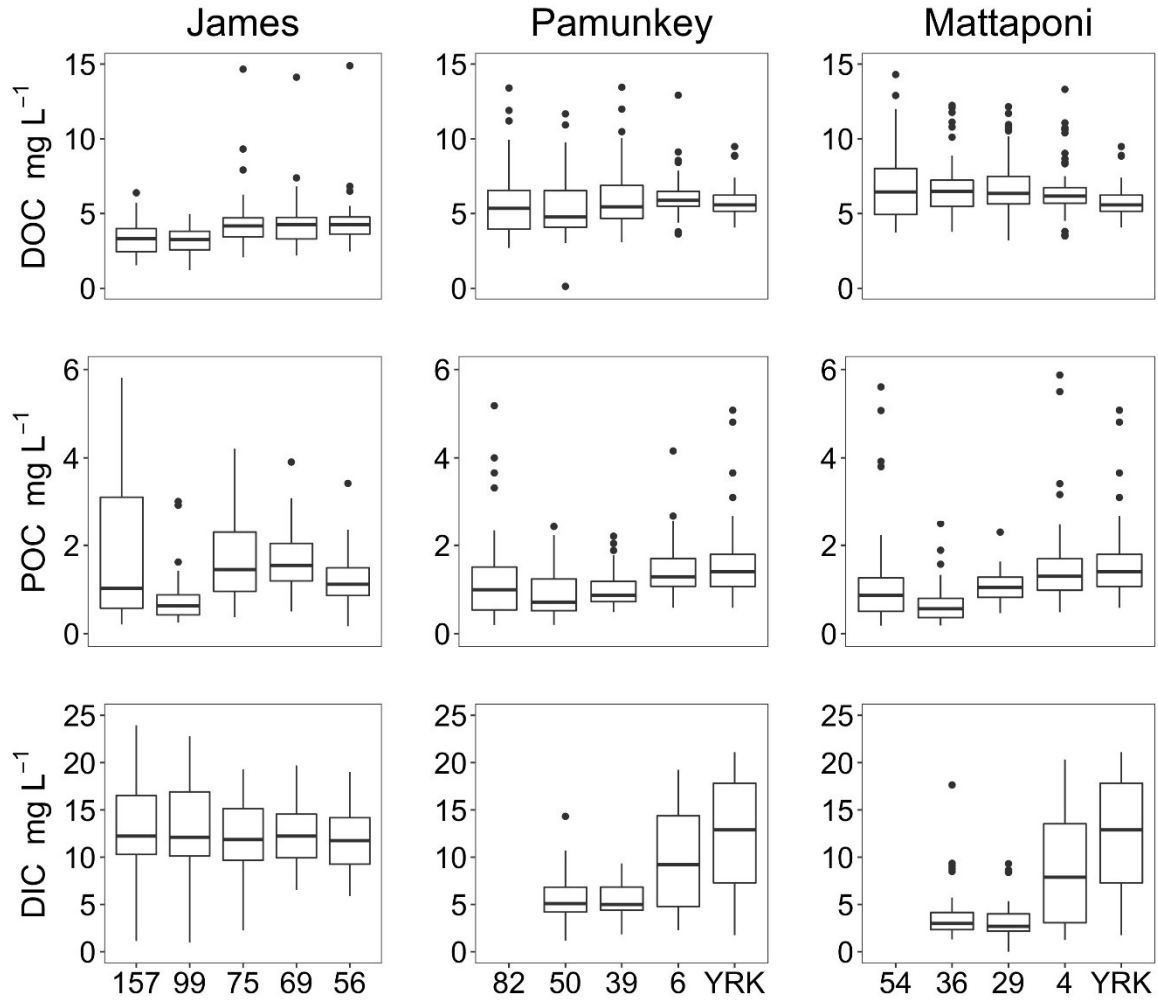 James Pamunkey Mattaponi
DOC mg L⁻¹
15 15 15
10 10 10
5 5 5
0 0 0
POC mg L⁻¹
6 6 6
4 4 4
2 2 2
0 0 0
DIC mg L⁻¹
25 25 25
20 20 20
15 15 15
10 10 10
5 5 5
0 0 0
157 99 75 69 56 82 50 39 6 YRK 54 36 29 4 YRK